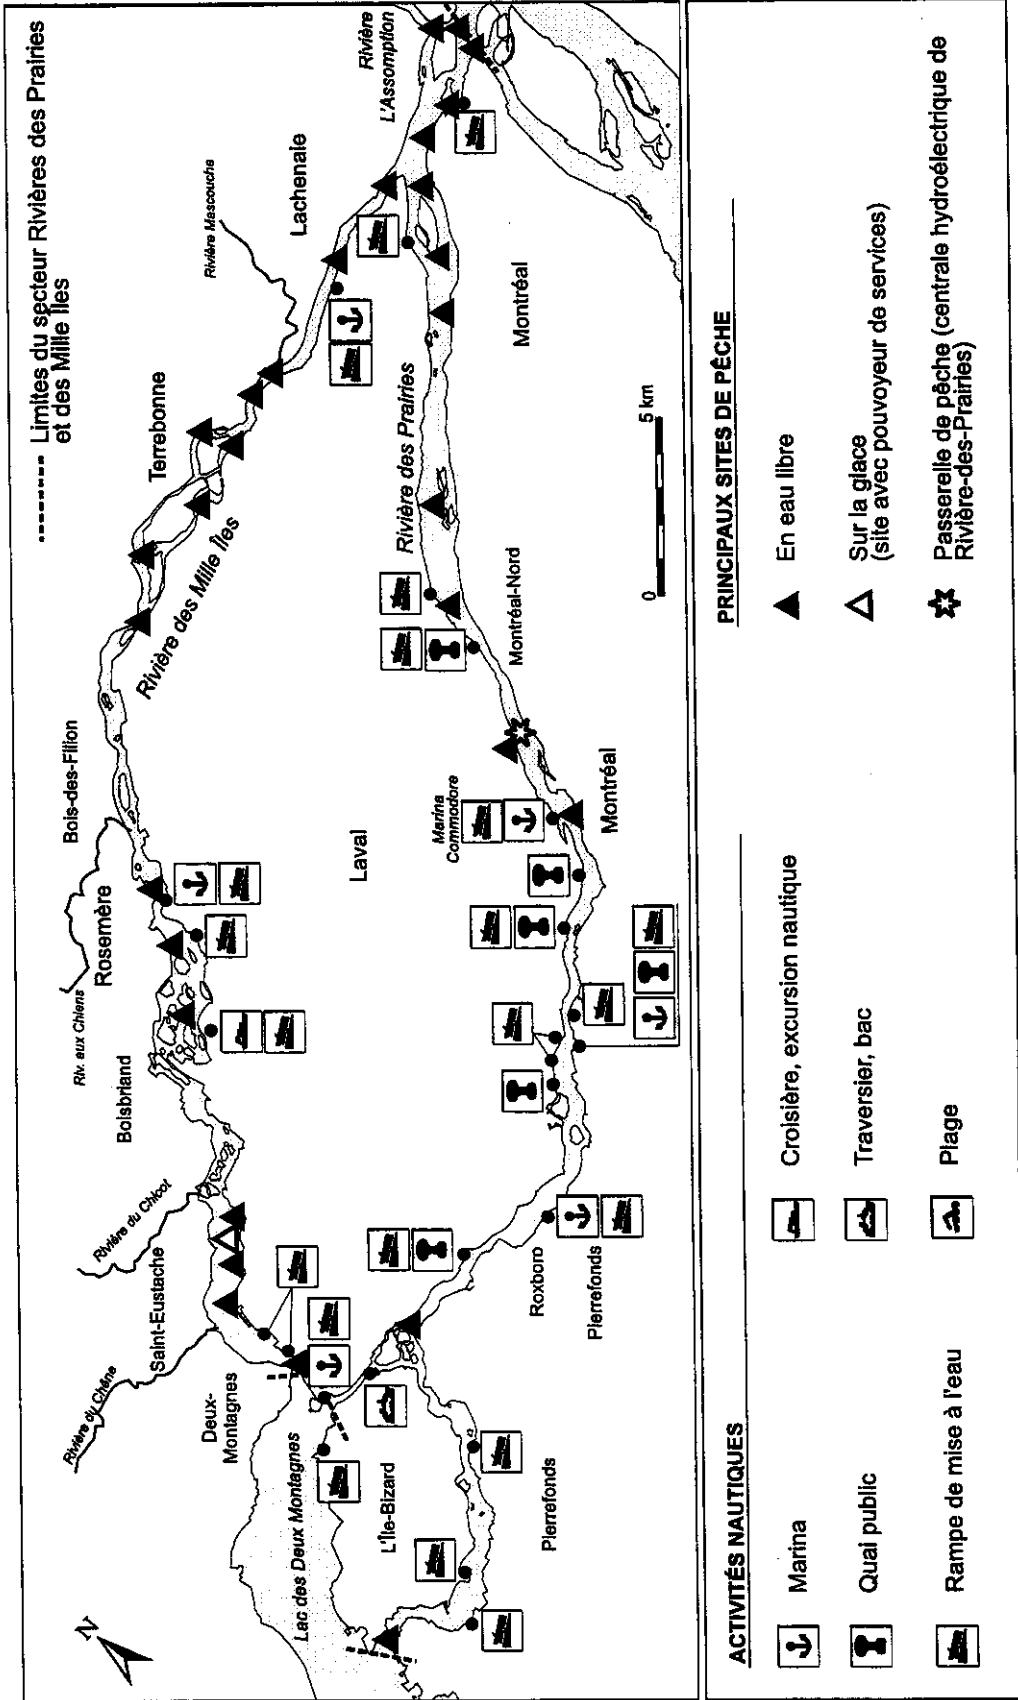 Limites du secteur Rivières des Prairies
et des Mille Îles
Rivière
L'Assomption
Lachenaie
Rivière Mascouche
Terrebonne
Rivière des Mille Îles
Bois-des-Filion
Rosemère
Riv. aux Chiens
Boisbriand
Rivière du Chicot
Saint-Eustache
Rivière du Chêne
Deux-
Montagnes
Lac des Deux Montagnes
L'Île-Bizard
Pierrefonds
Roxboro
Pierrefonds
Laval
Marina
Commodore
Montréal
Montréal-Nord
Rivière des Prairies
Montréal
N
0
5 km
ACTIVITÉS NAUTIQUES
Marina
Quai public
Rampe de mise à l'eau
Croisière, excursion nautique
Traversier, bac
Plage
PRINCIPAUX SITES DE PÊCHE
En eau libre
Sur la glace
(site avec pouvoyeur de services)
Passerelle de pêche (centrale hydroélectrique de
Rivière-des-Prairies)